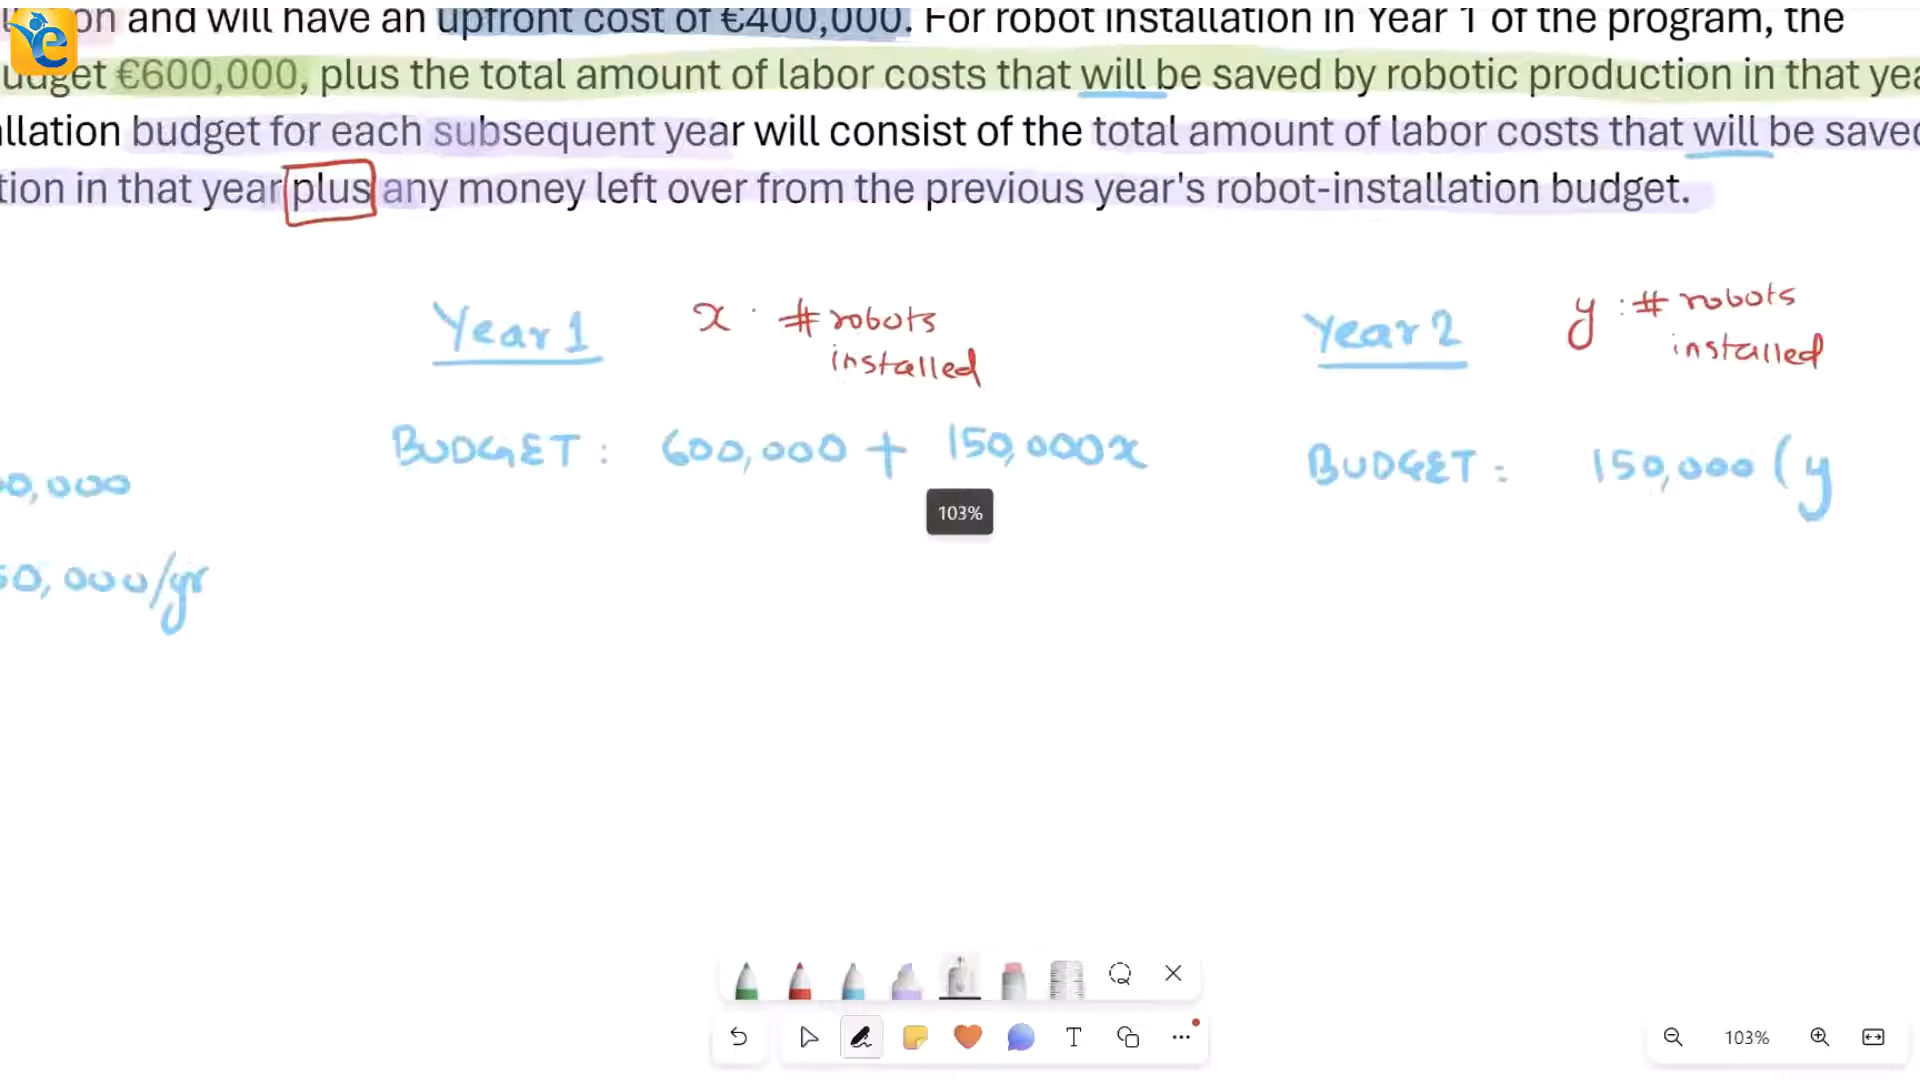 on and will have an upfront cost of €400,000. For robot installation in Year 1 of the program, the
udget €600,000, plus the total amount of labor costs that will be saved by robotic production in that yea
allation budget for each subsequent year will consist of the total amount of labor costs that will be saved
tion in that year plus any money left over from the previous year's robot-installation budget.
Year 1
x : # robots installed
Year 2
y : # robots installed
BUDGET : 600,000 + 150,000x
BUDGET : 150,000 (y
0,000
50,000/yr
103%
T
103%